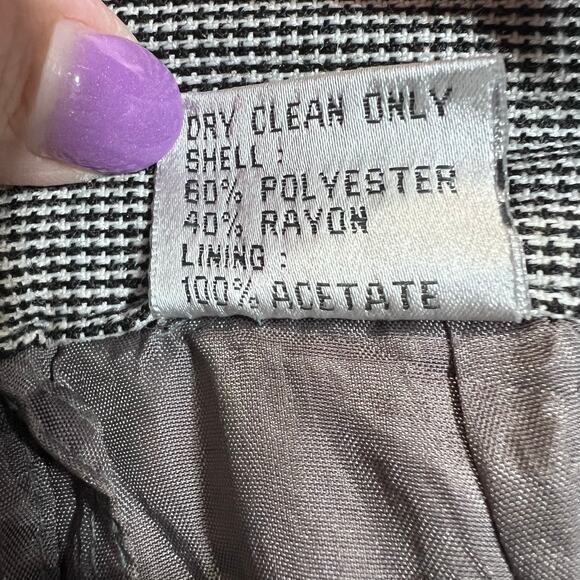 DRY CLEAN ONLY
SHELL :
60% POLYESTER
40% RAYON
LINING :
100% ACETATE